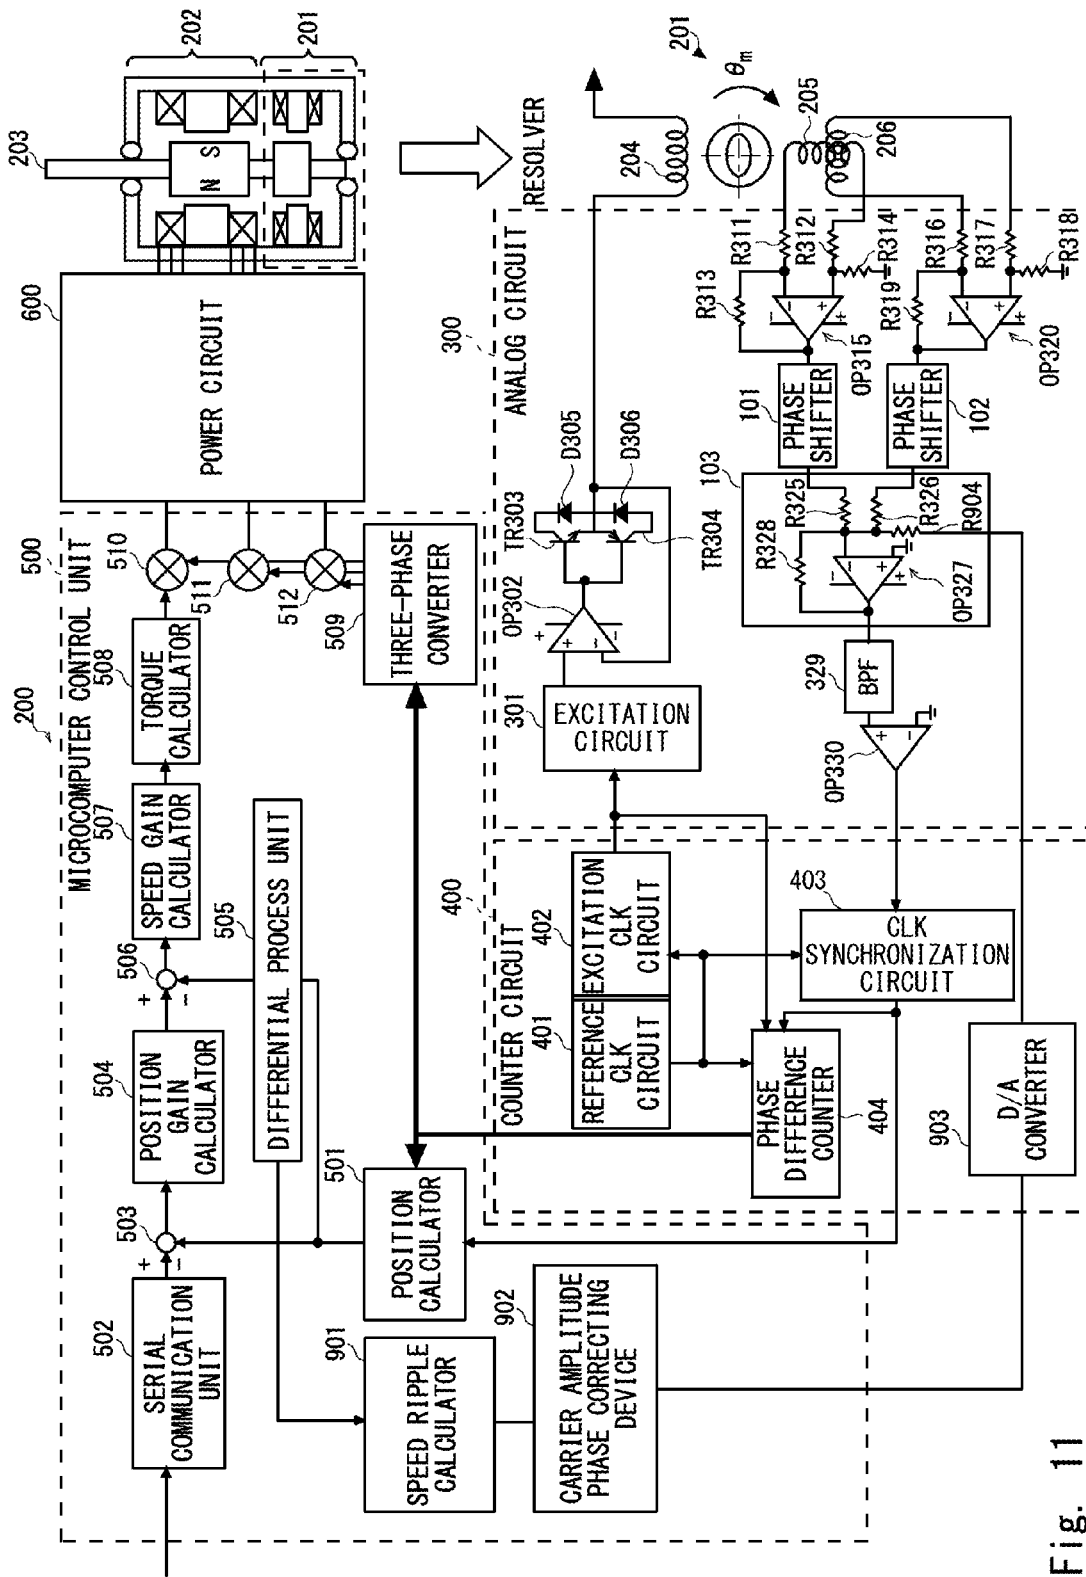 Fig. 11
200
MICROCOMPUTER CONTROL UNIT
500
502
SERIAL
COMMUNICATION
UNIT
+
−
503
504
POSITION
GAIN
CALCULATOR
+
−
506
507
SPEED GAIN
CALCULATOR
508
TORQUE
CALCULATOR
510
511
512
505
DIFFERENTIAL PROCESS UNIT
501
POSITION
CALCULATOR
509
THREE-PHASE
CONVERTER
901
SPEED RIPPLE
CALCULATOR
902
CARRIER AMPLITUDE
PHASE CORRECTING
DEVICE
600
POWER CIRCUIT
203
202
201
N S
RESOLVER
400
COUNTER CIRCUIT
401
REFERENCE
CLK
CIRCUIT
402
EXCITATION
CLK
CIRCUIT
403
CLK
SYNCHRONIZATION
CIRCUIT
PHASE
DIFFERENCE
COUNTER
404
903
D/A
CONVERTER
300
ANALOG CIRCUIT
301
EXCITATION
CIRCUIT
OP302
+
−
+
−
TR303
TR304
D305
D306
204
201
θm
205
206
R311
R312
R313
R314
−
+
−
+
OP315
R316
R317
R318
R319
−
+
−
+
OP320
101
PHASE
SHIFTER
PHASE
SHIFTER
102
103
R325
R326
R904
R328
−
+
−
+
OP327
329
BPF
OP330
+
−